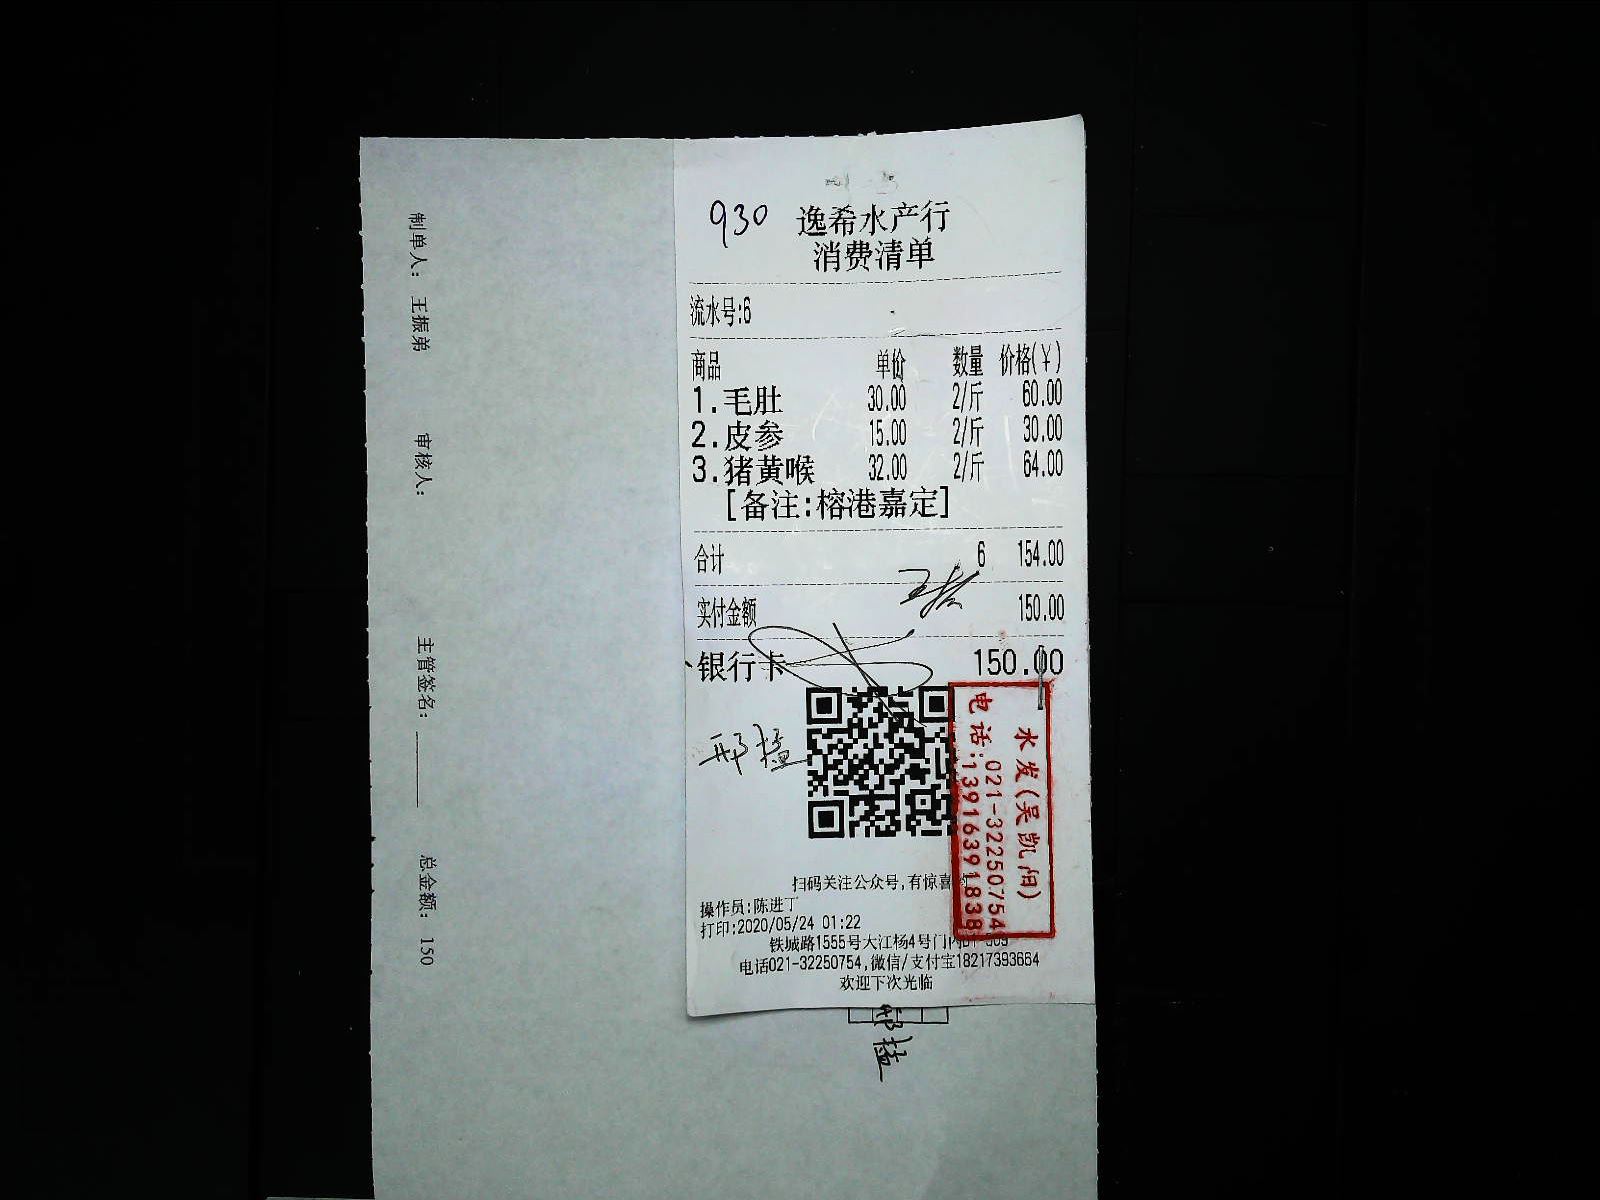 930
逸希水产行
消费清单
流水号:6
商品 单价 数量 价格(￥)
1.毛肚 30.00 2/斤 60.00
2.皮参 15.00 2/斤 30.00
3.猪黄喉 32.00 2/斤 64.00
[备注:榕港嘉定]
合计 6 154.00
实付金额 150.00
银行卡 150.00
水发(吴凯阳)
021-32250754
电话:13916391838
扫码关注公众号,有惊喜
操作员:陈进丁
打印:2020/05/24 01:22
铁城路1555号大江杨4号门内
电话021-32250754,微信/支付宝18217393664
欢迎下次光临
制单人: 王振弟 审核人: 主管签名: 总金额: 150